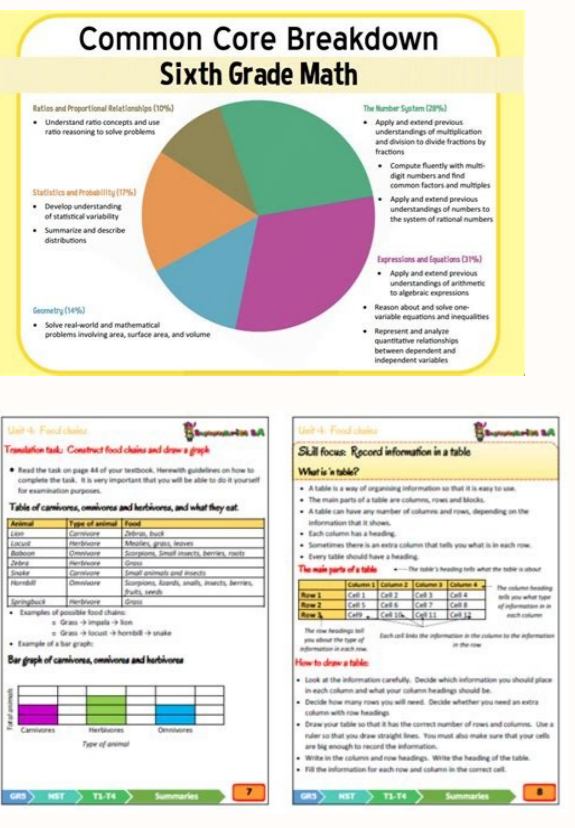 Common Core Breakdown
Sixth Grade Math
Ratios and Proportional Relationships (10%)
• Understand ratio concepts and use
ratio reasoning to solve problems
Statistics and Probability (17%)
• Develop understanding
of statistical variability
• Summarize and describe
distributions
Geometry (14%)
• Solve real-world and mathematical
problems involving area, surface area, and volume
The Number System (28%)
• Apply and extend previous
understandings of multiplication
and division to divide fractions by
fractions
• Compute fluently with multi-
digit numbers and find
common factors and multiples
• Apply and extend previous
understandings of numbers to
the system of rational numbers
Expressions and Equations (31%)
• Apply and extend previous
understandings of arithmetic
to algebraic expressions
• Reason about and solve one-
variable equations and inequalities
• Represent and analyze
quantitative relationships
between dependent and
independent variables
Unit 4: Food chains
Translation task: Construct food chains and draw a graph
• Read the task on page 44 of your textbook. Herewith guidelines on how to
complete the task. It is very important that you will be able to do it yourself
for examination purposes.
Table of carnivores, omnivores and herbivores, and what they eat.
Animal Type of animal Food
Lion Carnivore Zebras, buck
Locust Herbivore Mealies, grass, leaves
Baboon Omnivore Scorpions, Small insects, berries, roots
Zebra Herbivore Grass
Snake Carnivore Small animals and insects
Hornbill Omnivore Scorpions, lizards, snails, insects, berries,
fruits, seeds
Springbuck Herbivore Grass
• Examples of possible food chains:
o Grass → impala → lion
o Grass → locust → hornbill → snake
• Example of a bar graph:
Bar graph of carnivores, omnivores and herbivores
Total animals
Carnivores Herbivores Omnivores
Type of animal
GR5 NST T1-T4 Summaries 7
Unit 4: Food chains
Skill focus: Record information in a table
What is 'n table?
• A table is a way of organising information so that it is easy to use.
• The main parts of a table are columns, rows and blocks.
• A table can have any number of columns and rows, depending on the
information that it shows.
• Each column has a heading.
• Sometimes there is an extra column that tells you what is in each row.
• Every table should have a heading.
The main parts of a table The table's heading tells what the table is about
Column 1 Column 2 Column 3 Column 4
Row 1 Cell 1 Cell 2 Cell 3 Cell 4
Row 2 Cell 5 Cell 6 Cell 7 Cell 8
Row 3 Cell9 Cell 10 Cell 11 Cell 12
The column heading
tells you what type
of information in in
each column
The row headings tell
you about the type of
information in each row.
Each cell links the information in the column to the information
in the row
How to draw a table:
• Look at the information carefully. Decide which information you should place
in each column and what your column headings should be.
• Decide how many rows you will need. Decide whether you need an extra
column with row headings
• Draw your table so that it has the correct number of rows and columns. Use a
ruler so that you draw straight lines. You must also make sure that your cells
are big enough to record the information.
• Write in the column and row headings. Write the heading of the table.
• Fill the information for each row and column in the correct cell.
GR5 NST T1-T4 Summaries 8